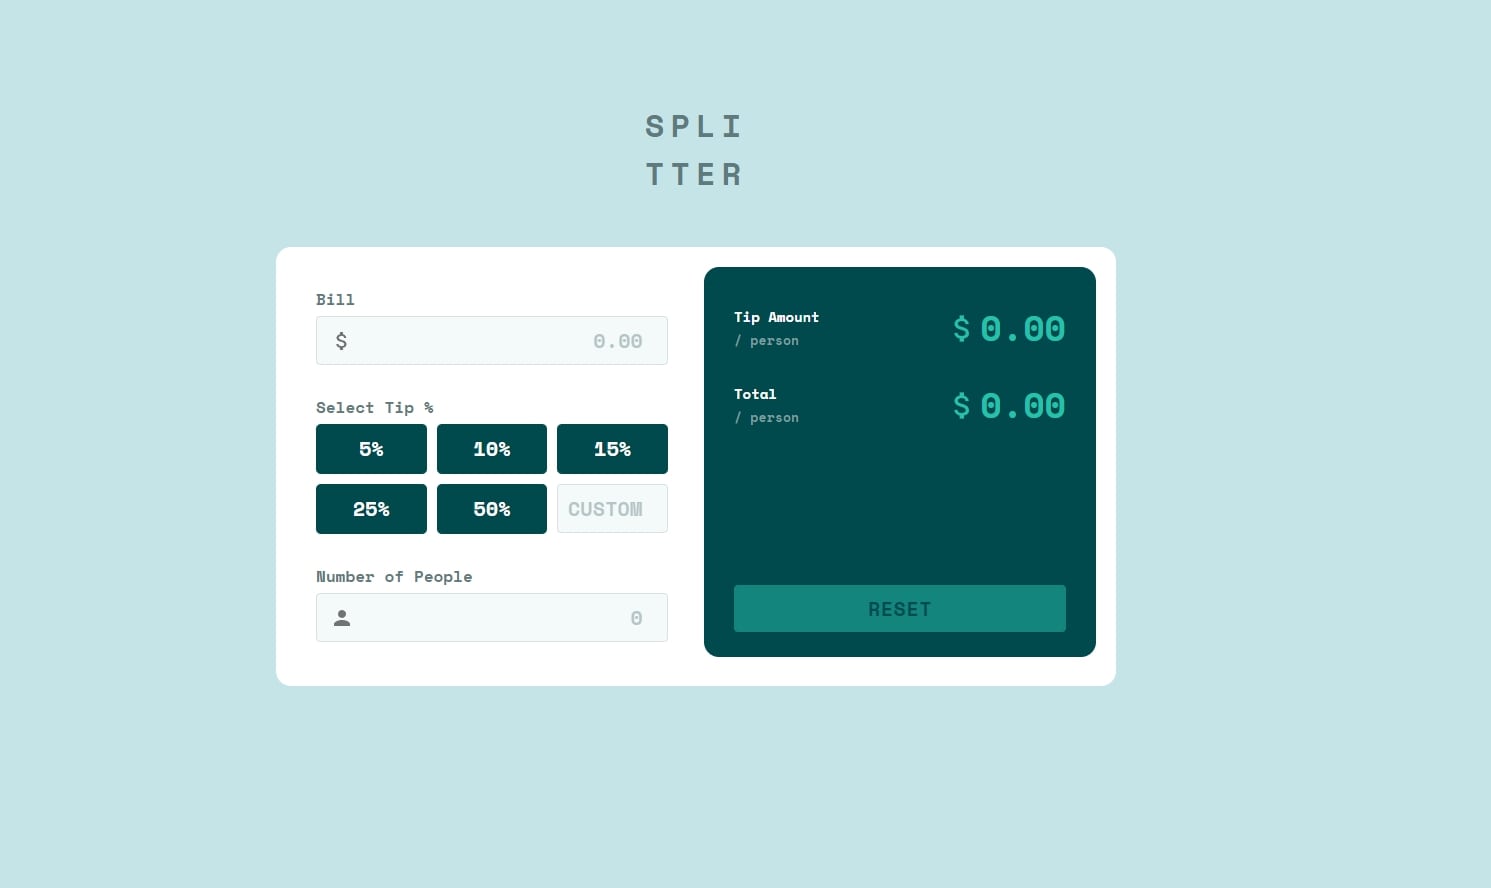 SPLI
TTER
Bill
$ 0.00
Select Tip %
5% 10% 15%
25% 50% CUSTOM
Number of People
0
Tip Amount
/ person
$ 0.00
Total
/ person
$ 0.00
RESET